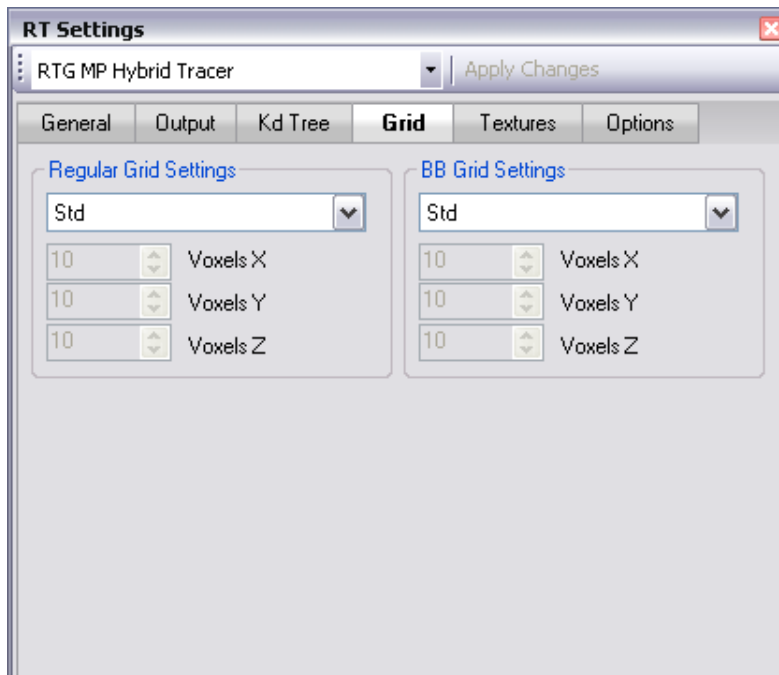 RT Settings
RTG MP Hybrid Tracer Apply Changes
General Output Kd Tree Grid Textures Options
Regular Grid Settings
Std
10 Voxels X
10 Voxels Y
10 Voxels Z
BB Grid Settings
Std
10 Voxels X
10 Voxels Y
10 Voxels Z